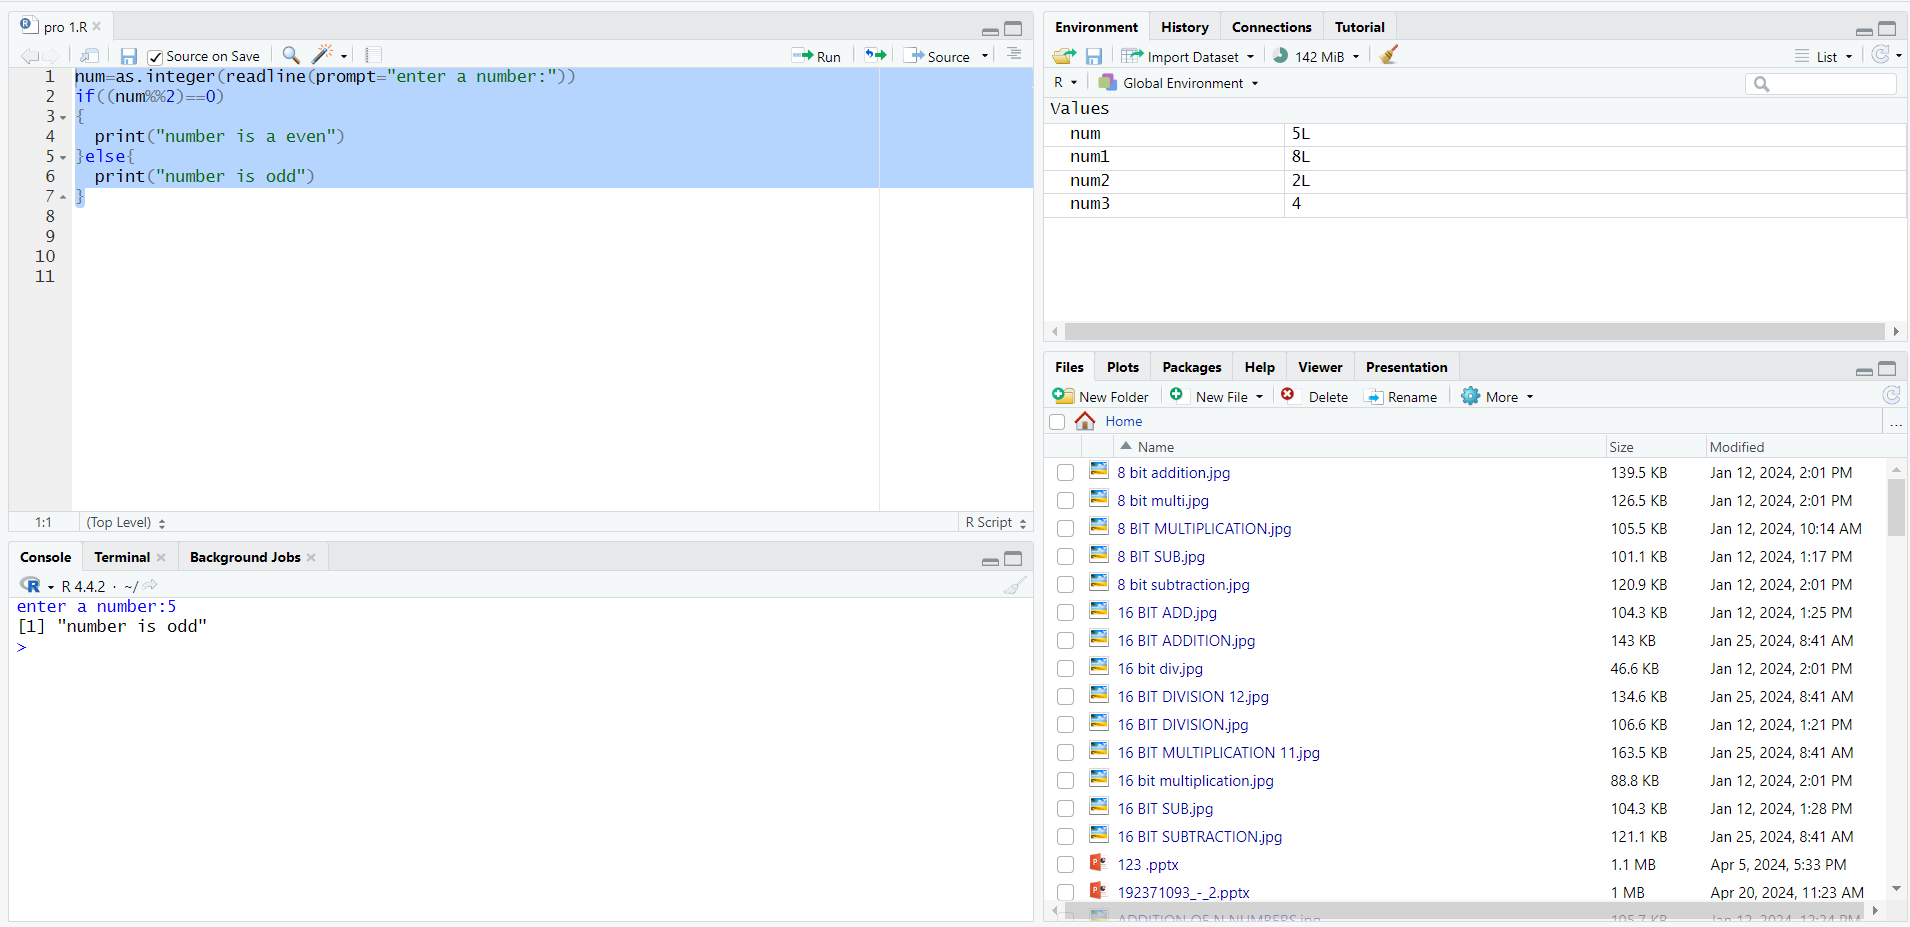 pro 1.R
Source on Save
Run
Source
1 num=as.integer(readline(prompt="enter a number:"))
2 if((num%%2)==0)
3 {
4 print("number is a even")
5 }else{
6 print("number is odd")
7 }
8
9
10
11
1:1 (Top Level) R Script
Console Terminal Background Jobs
R 4.4.2 · ~/
enter a number:5
[1] "number is odd"
>
Environment History Connections Tutorial
Import Dataset 142 MiB List
R Global Environment
Values
num 5L
num1 8L
num2 2L
num3 4
Files Plots Packages Help Viewer Presentation
New Folder New File Delete Rename More
Home ...
Name Size Modified
8 bit addition.jpg 139.5 KB Jan 12, 2024, 2:01 PM
8 bit multi.jpg 126.5 KB Jan 12, 2024, 2:01 PM
8 BIT MULTIPLICATION.jpg 105.5 KB Jan 12, 2024, 10:14 AM
8 BIT SUB.jpg 101.1 KB Jan 12, 2024, 1:17 PM
8 bit subtraction.jpg 120.9 KB Jan 12, 2024, 2:01 PM
16 BIT ADD.jpg 104.3 KB Jan 12, 2024, 1:25 PM
16 BIT ADDITION.jpg 143 KB Jan 25, 2024, 8:41 AM
16 bit div.jpg 46.6 KB Jan 12, 2024, 2:01 PM
16 BIT DIVISION 12.jpg 134.6 KB Jan 25, 2024, 8:41 AM
16 BIT DIVISION.jpg 106.6 KB Jan 12, 2024, 1:21 PM
16 BIT MULTIPLICATION 11.jpg 163.5 KB Jan 25, 2024, 8:41 AM
16 bit multiplication.jpg 88.8 KB Jan 12, 2024, 2:01 PM
16 BIT SUB.jpg 104.3 KB Jan 12, 2024, 1:28 PM
16 BIT SUBTRACTION.jpg 121.1 KB Jan 25, 2024, 8:41 AM
123 .pptx 1.1 MB Apr 5, 2024, 5:33 PM
192371093_-_2.pptx 1 MB Apr 20, 2024, 11:23 AM
ADDITION OF N NUMBERS.jpg 105.7 KB Jan 12, 2024, 12:24 PM